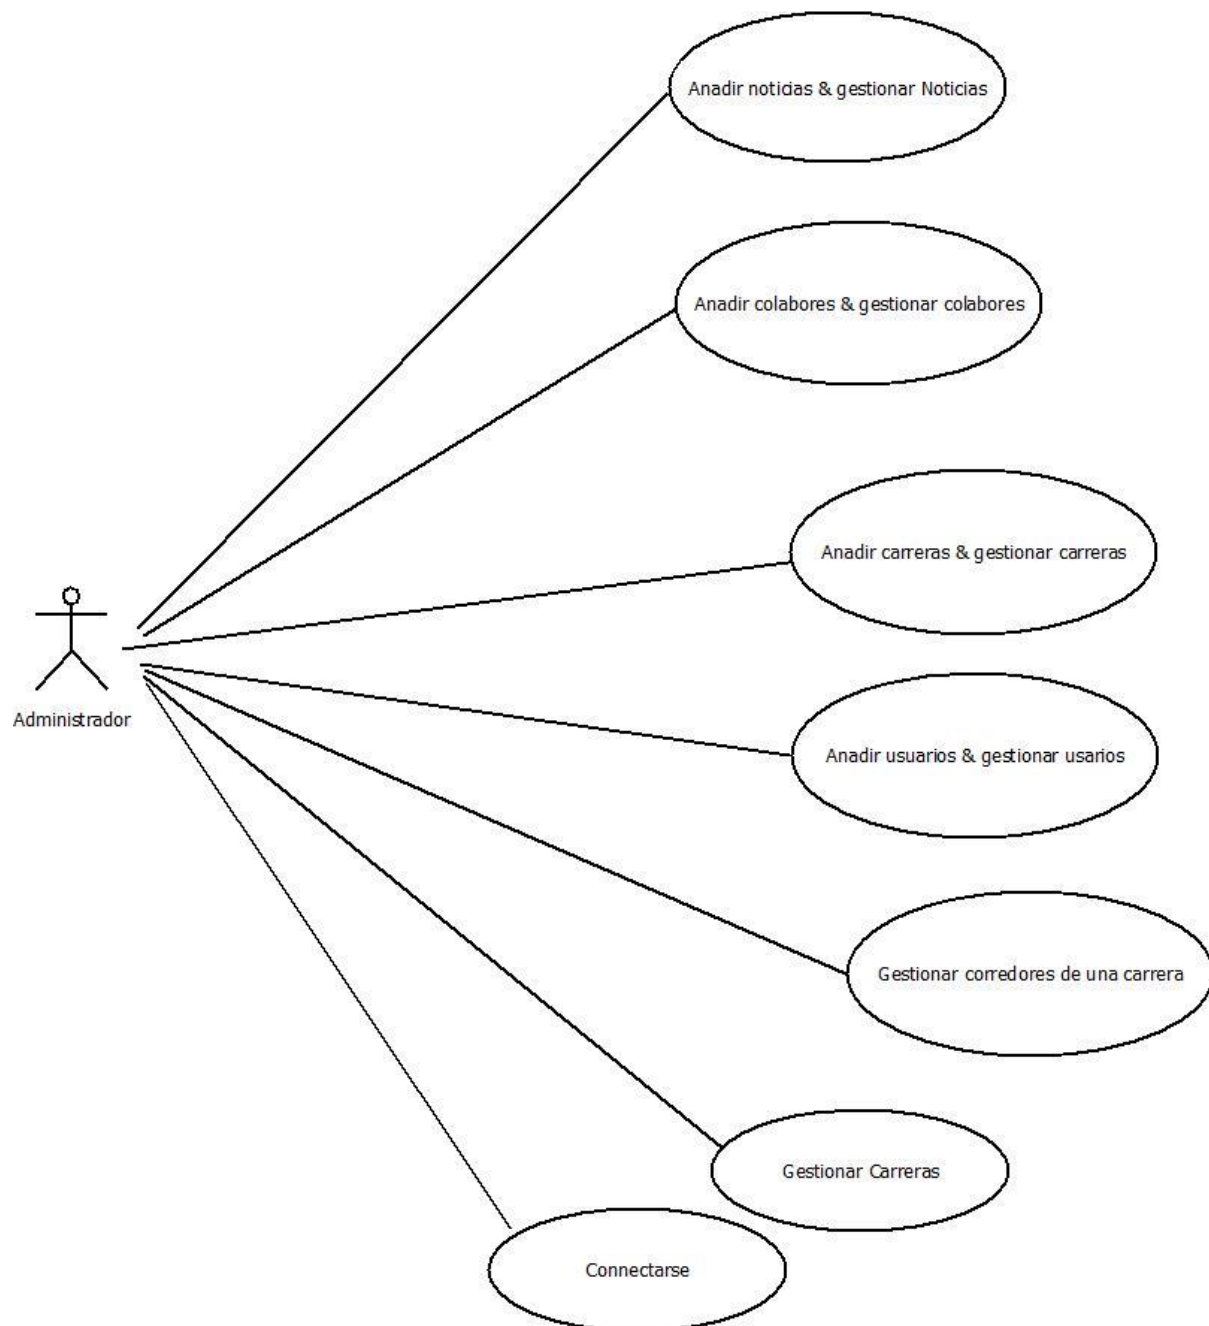 Anadir noticias & gestionar Noticias
Anadir colabores & gestionar colabores
Anadir carreras & gestionar carreras
Administrador
Anadir usuarios & gestionar usarios
Gestionar corredores de una carrera
Gestionar Carreras
Connectarse